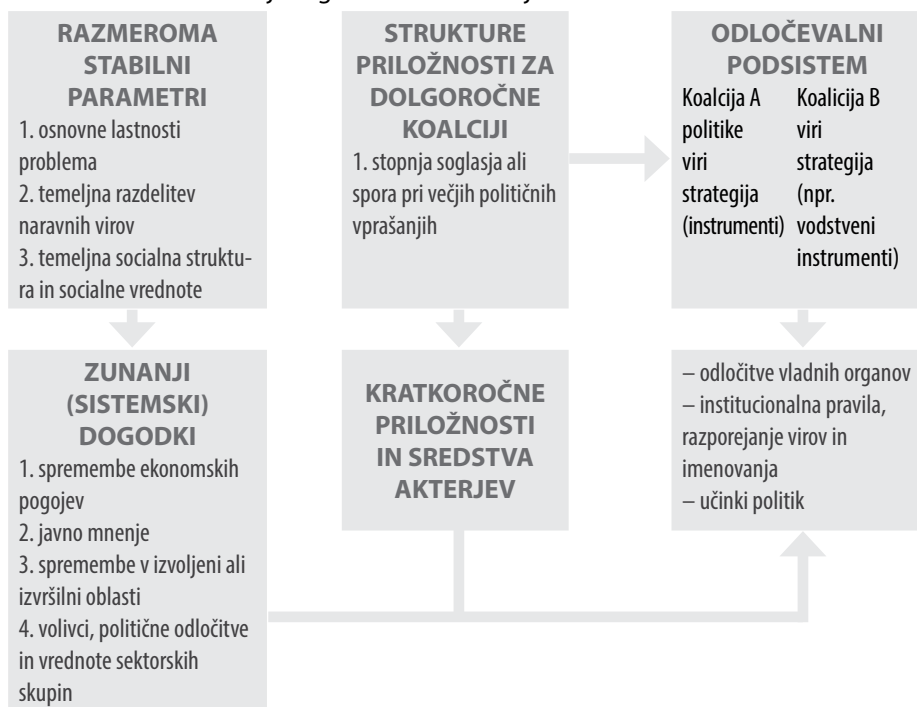 RAZMEROMA
STABILNI
PARAMETRI
1. osnovne lastnosti
problema
2. temeljna razdelitev
naravnih virov
3. temeljna socialna struktu-
ra in socialne vrednote
STRUKTURE
PRILOŽNOSTI ZA
DOLGOROČNE
KOALCIJI
1. stopnja soglasja ali
spora pri večjih političnih
vprašanjih
ODLOČEVALNI
PODSISTEM
Koalcija A
politike
viri
strategija
(instrumenti)
Koalicija B
viri
strategija
(npr.
vodstveni
instrumenti)
ZUNANJI
(SISTEMSKI)
DOGODKI
1. spremembe ekonomskih
pogojev
2. javno mnenje
3. spremembe v izvoljeni ali
izvršilni oblasti
4. volivci, politične odločitve
in vrednote sektorskih
skupin
KRATKOROČNE
PRILOŽNOSTI
IN SREDSTVA
AKTERJEV
– odločitve vladnih organov
– institucionalna pravila,
razporejanje virov in
imenovanja
– učinki politik